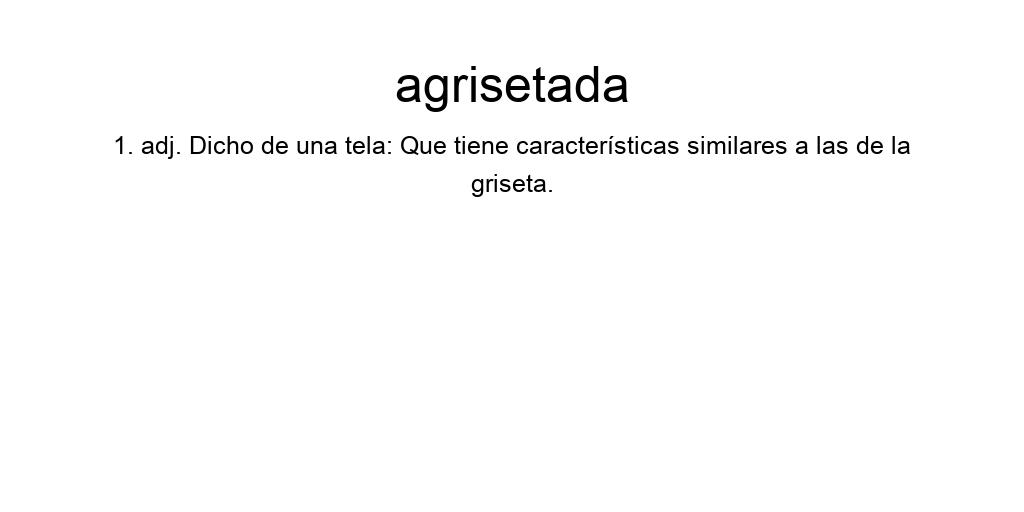 agrisetada
1. adj. Dicho de una tela: Que tiene características similares a las de la
griseta.